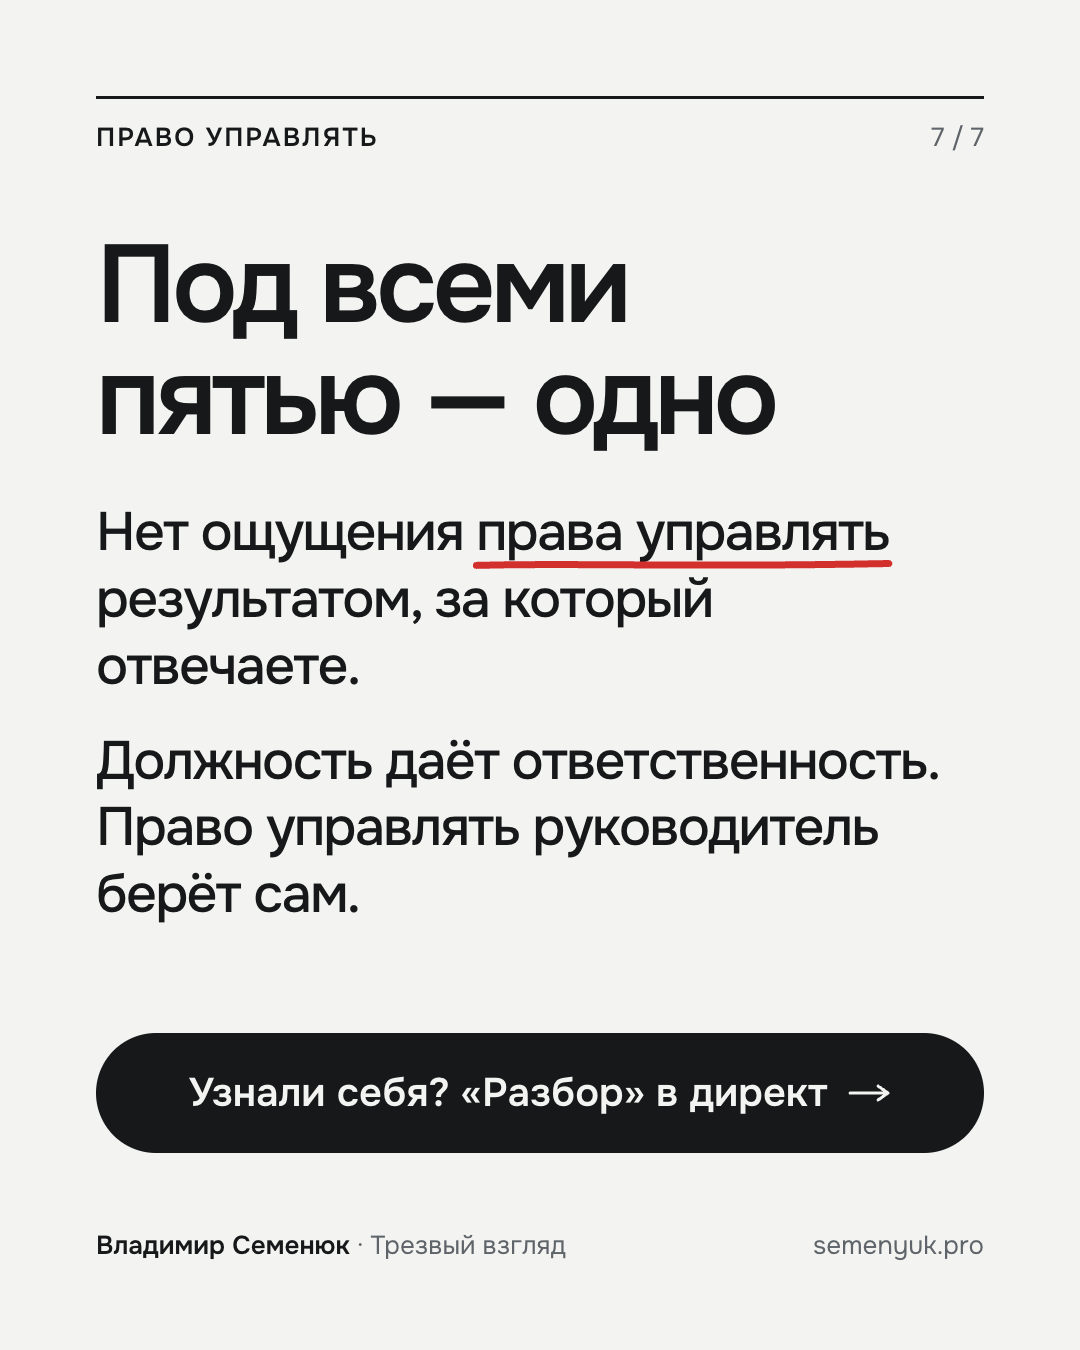 ПРАВО УПРАВЛЯТЬ
7 / 7
Под всеми
пятью — одно
Нет ощущения права управлять
результатом, за который
отвечаете.
Должность даёт ответственность.
Право управлять руководитель
берёт сам.
Узнали себя? «Разбор» в директ →
Владимир Семенюк · Трезвый взгляд
semenyuk.pro